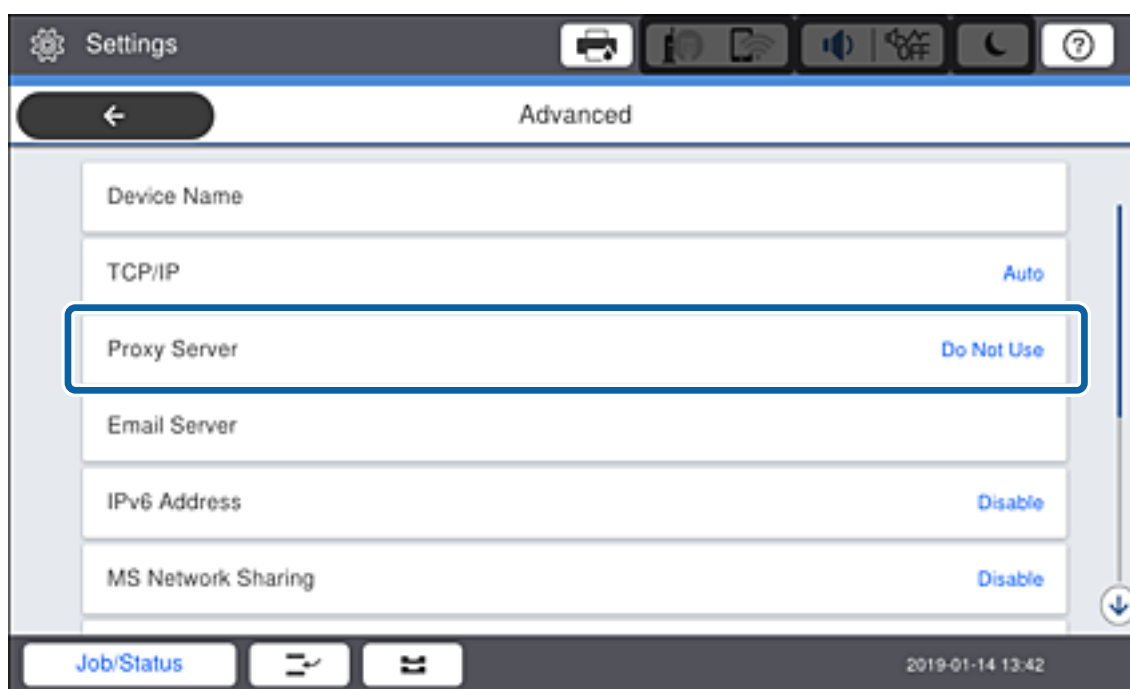 Settings
OFF
Advanced
Device Name
TCP/IP Auto
Proxy Server Do Not Use
Email Server
IPv6 Address Disable
MS Network Sharing Disable
Job/Status 2019-01-14 13:42